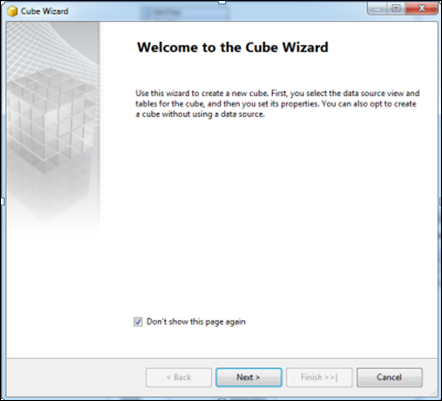 Cube Wizard
Welcome to the Cube Wizard
Use this wizard to create a new cube. First, you select the data source view and
tables for the cube, and then you set its properties. You can also opt to create
a cube without using a data source.
Don't show this page again
< Back Next > Finish >>| Cancel